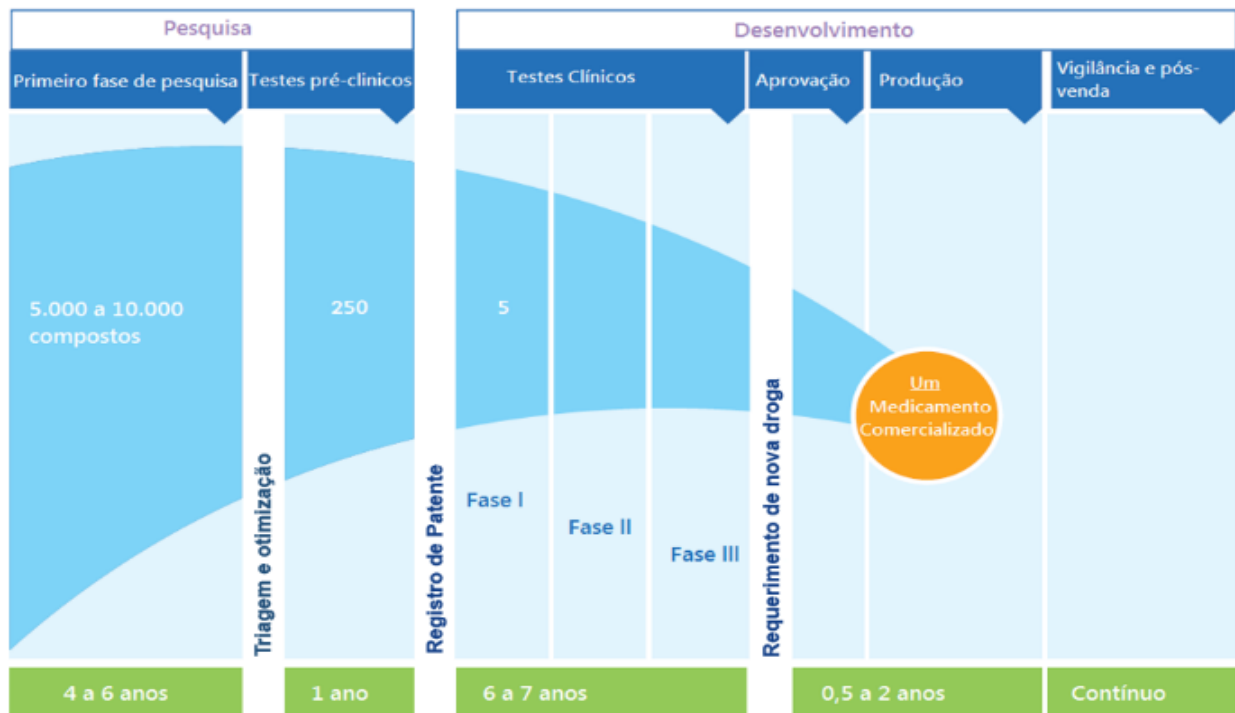 Pesquisa
Desenvolvimento
Primeiro fase de pesquisa
Testes pré-clinicos
Testes Clínicos
Aprovação
Produção
Vigilância e pós-
venda
5.000 a 10.000
compostos
250
5
Um
Medicamento
Comercializado
Triagem e otimização
Registro de Patente
Fase I
Fase II
Fase III
Requerimento de nova droga
4 a 6 anos
1 ano
6 a 7 anos
0,5 a 2 anos
Contínuo